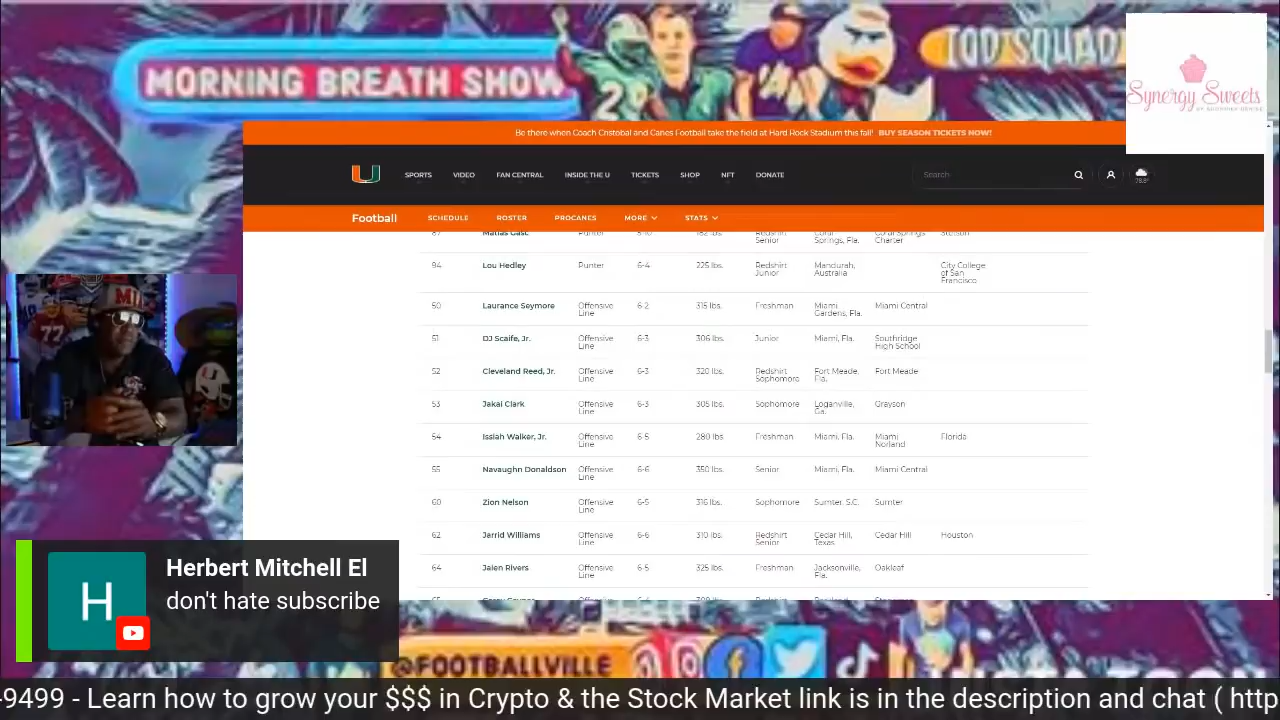 MORNING BREATH SHOW
TOD SQUAD
Synergy Sweets
Be there when Coach Cristobal and Canes Football take the field at Hard Rock Stadium this fall! BUY SEASON TICKETS NOW!
U SPORTS VIDEO FAN CENTRAL INSIDE THE U TICKETS SHOP NFT DONATE Search
Football SCHEDULE ROSTER PROCANES MORE STATS
Redshirt Senior Springs, Fla. Charter
94 Lou Hedley Punter 6-4 225 lbs. Redshirt Junior Mandurah, Australia City College of San Francisco
50 Laurance Seymore Offensive Line 6-2 315 lbs. Freshman Miami Gardens, Fla. Miami Central
51 DJ Scaife, Jr. Offensive Line 6-3 306 lbs. Junior Miami, Fla. Southridge High School
52 Cleveland Reed, Jr. Offensive Line 6-3 320 lbs. Redshirt Sophomore Fort Meade, Fla. Fort Meade
53 Jakai Clark Offensive Line 6-3 305 lbs. Sophomore Loganville, Ga. Grayson
54 Issiah Walker, Jr. Offensive Line 6-5 280 lbs. Freshman Miami, Fla. Miami Norland Florida
55 Navaughn Donaldson Offensive Line 6-6 350 lbs. Senior Miami, Fla. Miami Central
60 Zion Nelson Offensive Line 6-5 316 lbs. Sophomore Sumter, S.C. Sumter
62 Jarrid Williams Offensive Line 6-6 310 lbs. Redshirt Senior Cedar Hill, Texas Cedar Hill Houston
64 Jalen Rivers Offensive Line 6-5 325 lbs. Freshman Jacksonville, Fla. Oakleaf
77
H
Herbert Mitchell El
don't hate subscribe
@FOOTBALLVILLE
-9499 - Learn how to grow your $$$ in Crypto & the Stock Market link is in the description and chat ( http